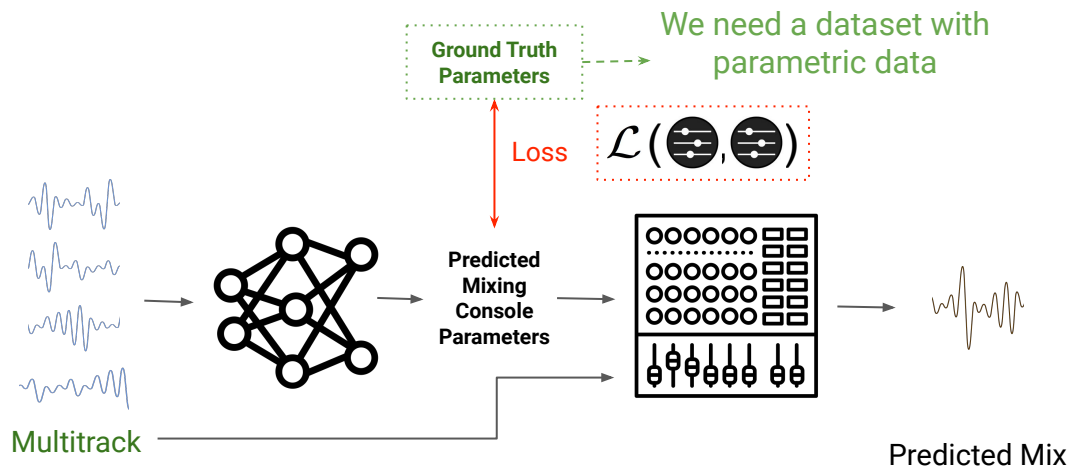 We need a dataset with
parametric data
Ground Truth
Parameters
Loss
ℒ ( , )
Predicted
Mixing
Console
Parameters
Multitrack
Predicted Mix